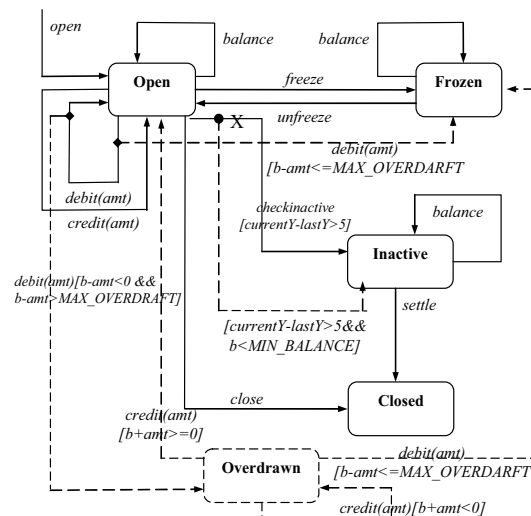 open
balance
balance
Open
freeze
Frozen
unfreeze
X
debit(amt)
[b-amt<=MAX_OVERDARFT
debit(amt)
credit(amt)
checkinactive
[currentY-lastY>5]
balance
Inactive
debit(amt)[b-amt<0 &&
b-amt>MAX_OVERDRAFT]
settle
[currentY-lastY>5&&
b<MIN_BALANCE]
close
Closed
credit(amt)
[b+amt>=0]
debit(amt)
[b-amt<=MAX_OVERDARFT
Overdrawn
credit(amt)[b+amt<0]